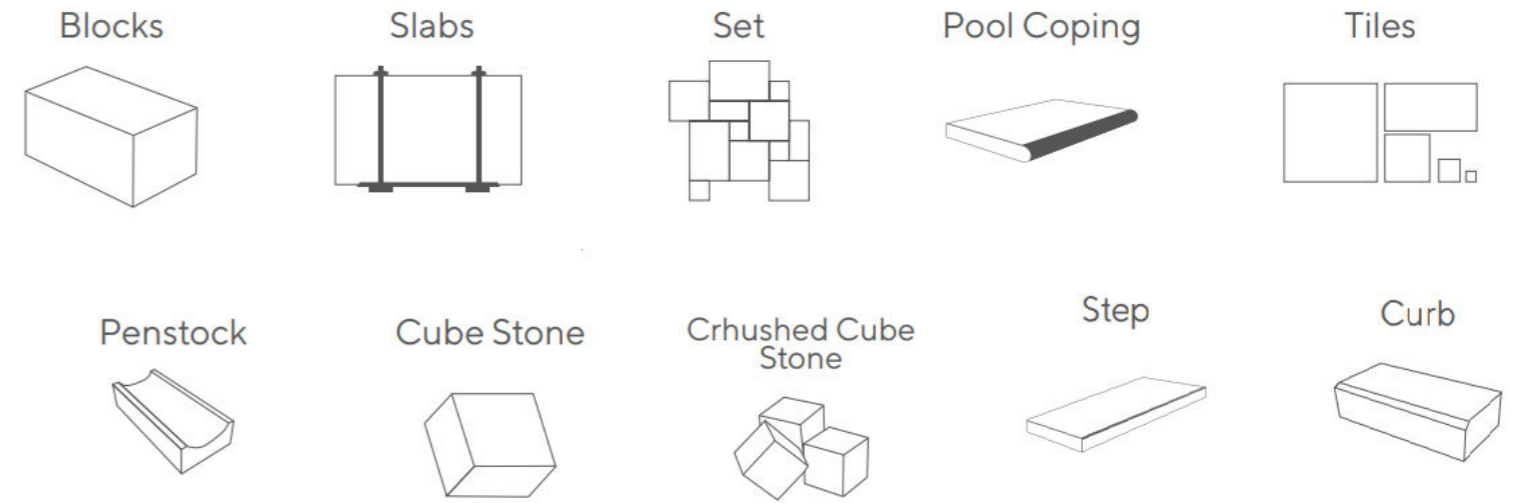 Blocks
Slabs
Set
Pool Coping
Tiles
Penstock
Cube Stone
Crhushed Cube
Stone
Step
Curb